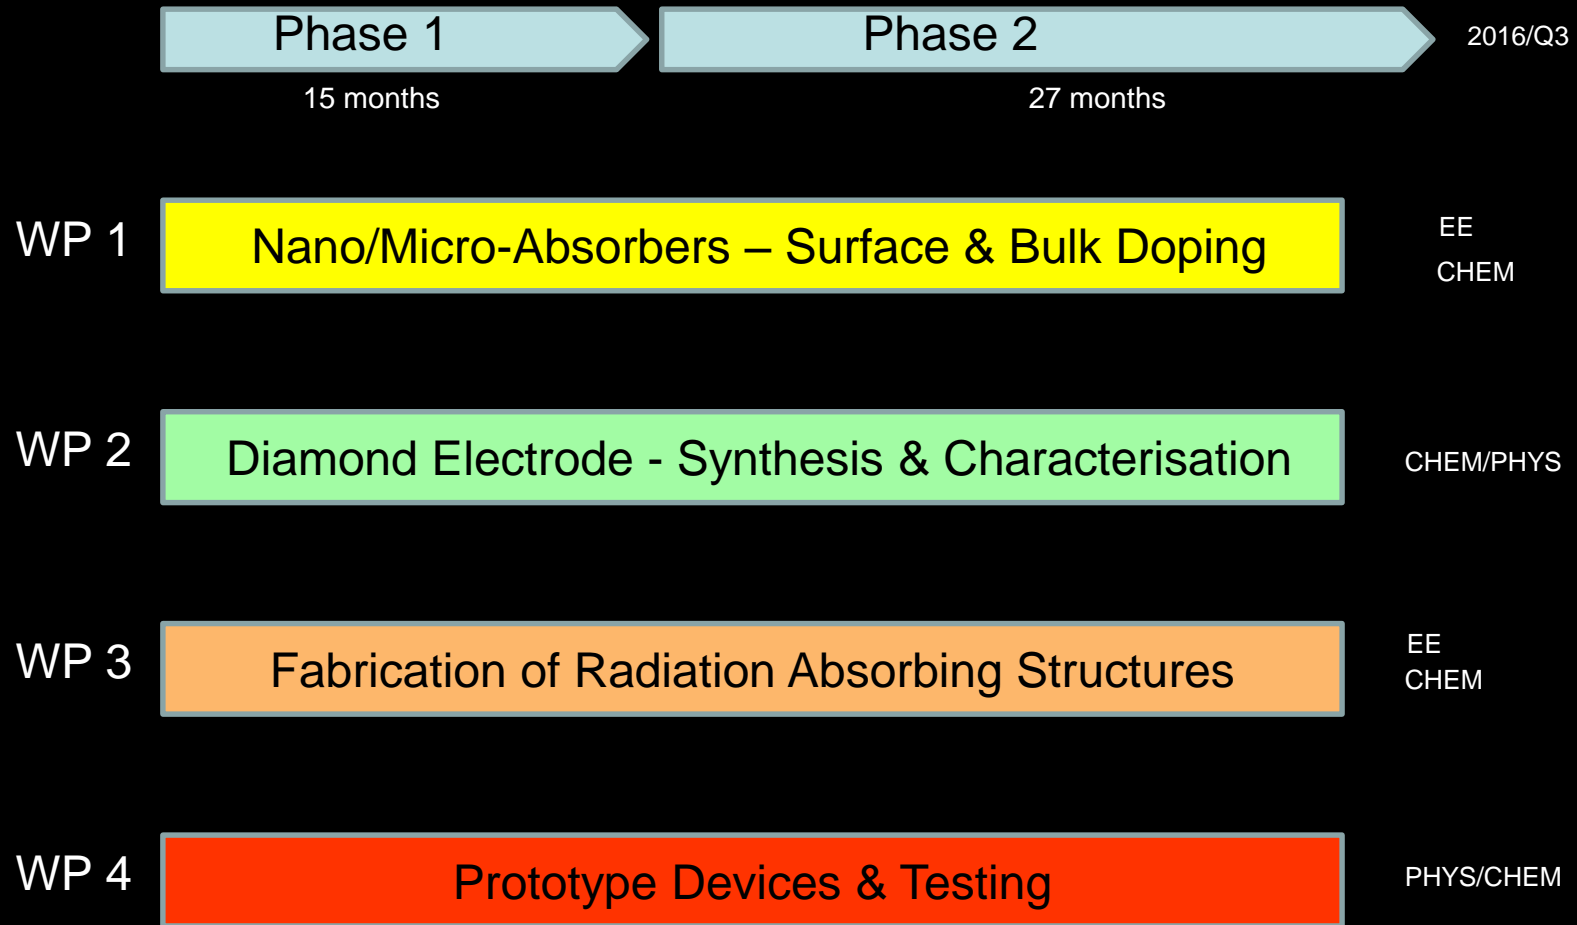 Phase 1
Phase 2
2016/Q3
15 months
27 months
WP 1
Nano/Micro-Absorbers – Surface & Bulk Doping
EE
CHEM
WP 2
Diamond Electrode - Synthesis & Characterisation
CHEM/PHYS
WP 3
Fabrication of Radiation Absorbing Structures
EE
CHEM
WP 4
Prototype Devices & Testing
PHYS/CHEM